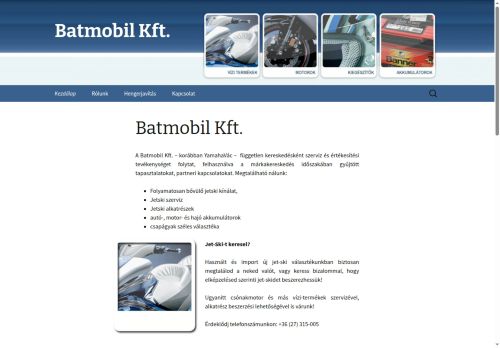 Batmobil Kft.
VÍZI TERMÉKEK
MOTOROK
KIEGÉSZÍTŐK
AKKUMULÁTOROK
Banner
Kezdőlap
Rólunk
Hengerjavítás
Kapcsolat
Batmobil Kft.
A Batmobil Kft. – korábban Yamahálác – független kereskedésként szerviz és értékesítési
tevékenységet folytat, felhasználva a márkakereskedés időszakában gyűjtött
tapasztalatokat, partneri kapcsolatokat. Megtalálható nálunk:
Folyamatosan bővülő jetski kínálat,
Jetski szerviz
Jetski alkatrészek
autó-, motor- és hajó akkumulátorok
csapágyak széles választéka
Jet-Ski-t keresel?
Használt és import új jet-ski választékunkban biztosan
megtalálod a neked valót, vagy keress bizalommal, hogy
elképzelésed szerinti jet-skidet beszerezhessük!
Ugyanitt csónakmotor és más vízi-termékek szervizével,
alkatrész beszerzési lehetőségével is várunk!
Érdeklődj telefonszámunkon: +36 (27) 315-005